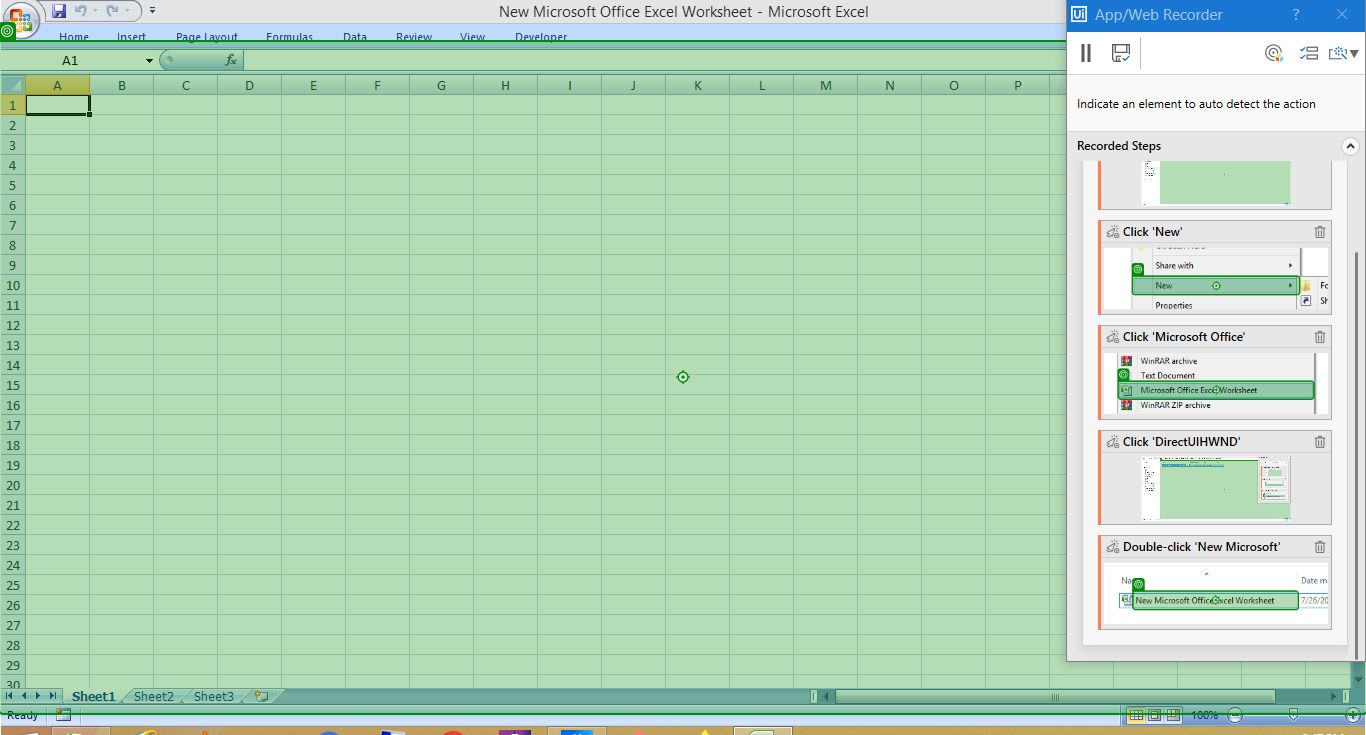 New Microsoft Office Excel Worksheet - Microsoft Excel
Home Insert Page Layout Formulas Data Review View Developer
A1 fx
A B C D E F G H I J K L M N O P
1
2
3
4
5
6
7
8
9
10
11
12
13
14
15
16
17
18
19
20
21
22
23
24
25
26
27
28
29
30
Sheet1 Sheet2 Sheet3
Ready 100%
Ui App/Web Recorder ?
Indicate an element to auto detect the action
Recorded Steps
Click 'New'
Share with
New Fo
Sh
Properties
Click 'Microsoft Office'
WinRAR archive
Text Document
Microsoft Office Excel Worksheet
WinRAR ZIP archive
Click 'DirectUIHWND'
Double-click 'New Microsoft'
Na Date m
New Microsoft Office Excel Worksheet 7/26/20